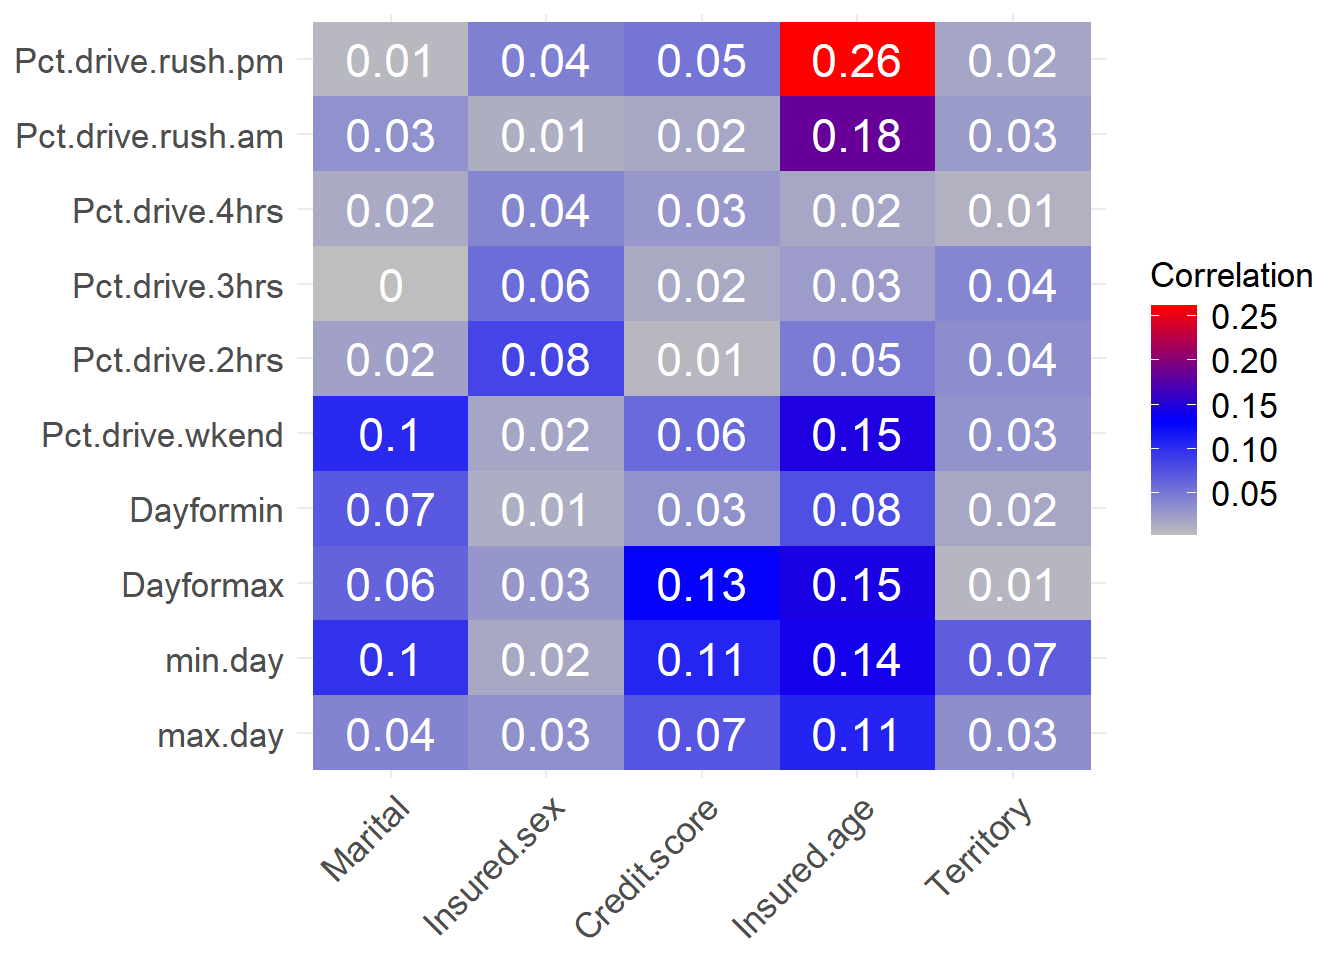 Pct.drive.rush.pm 0.01 0.04 0.05 0.26 0.02
Pct.drive.rush.am 0.03 0.01 0.02 0.18 0.03
Pct.drive.4hrs 0.02 0.04 0.03 0.02 0.01
Pct.drive.3hrs 0 0.06 0.02 0.03 0.04
Pct.drive.2hrs 0.02 0.08 0.01 0.05 0.04
Pct.drive.wkend 0.1 0.02 0.06 0.15 0.03
Dayformin 0.07 0.01 0.03 0.08 0.02
Dayformax 0.06 0.03 0.13 0.15 0.01
min.day 0.1 0.02 0.11 0.14 0.07
max.day 0.04 0.03 0.07 0.11 0.03
Marital
Insured.sex
Credit.score
Insured.age
Territory
Correlation
0.25
0.20
0.15
0.10
0.05